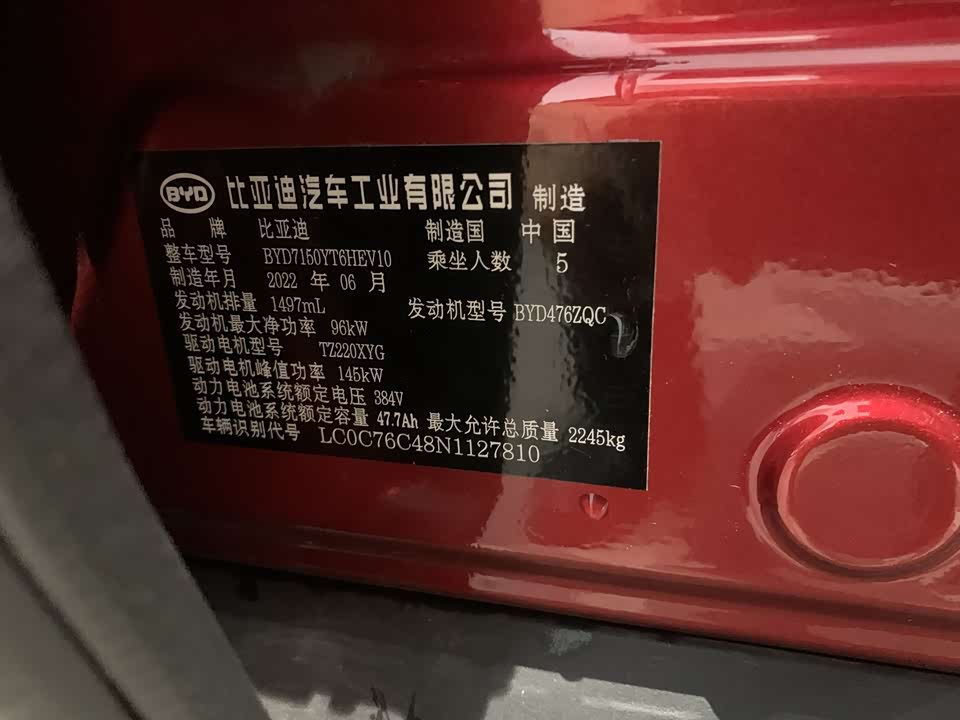 BYD 比亚迪汽车工业有限公司 制造
品 牌 比亚迪 制造国 中国
整车型号 BYD7150YT6HEV10 乘坐人数 5
制造年月 2022 年 06 月
发动机排量 1497mL 发动机型号 BYD476ZQC
发动机最大净功率 96kW
驱动电机型号 TZ220XYG
驱动电机峰值功率 145kW
动力电池系统额定电压 384V
动力电池系统额定容量 47.7Ah 最大允许总质量 2245kg
车辆识别代号 LC0C76C48N1127810